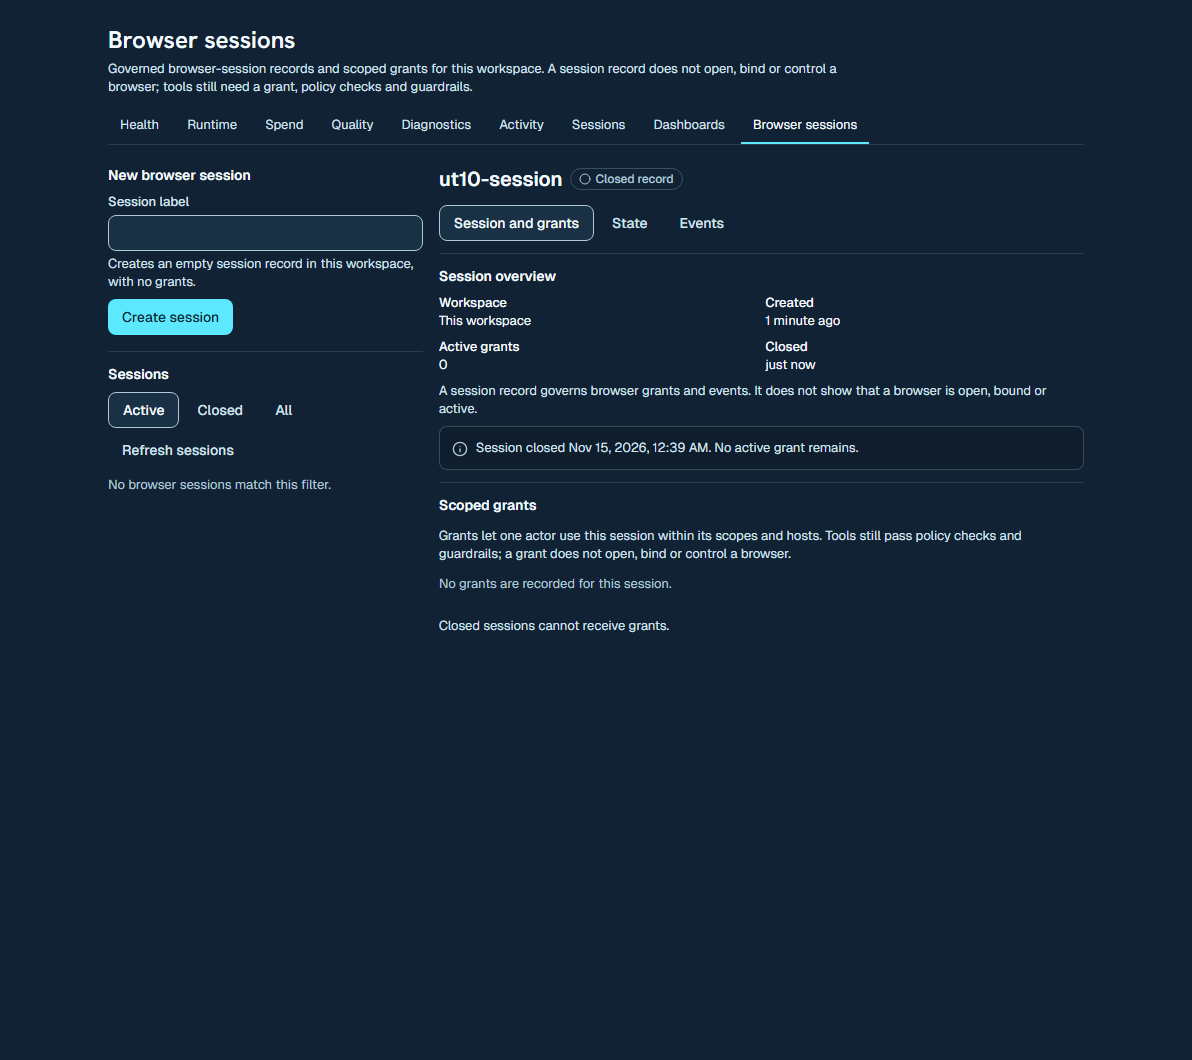 Browser sessions
Governed browser-session records and scoped grants for this workspace. A session record does not open, bind or control a
browser; tools still need a grant, policy checks and guardrails.
Health Runtime Spend Quality Diagnostics Activity Sessions Dashboards Browser sessions
New browser session
Session label
Creates an empty session record in this workspace,
with no grants.
Create session
Sessions
Active Closed All
Refresh sessions
No browser sessions match this filter.
ut10-session Closed record
Session and grants State Events
Session overview
Workspace Created
This workspace 1 minute ago
Active grants Closed
0 just now
A session record governs browser grants and events. It does not show that a browser is open, bound or
active.
Session closed Nov 15, 2026, 12:39 AM. No active grant remains.
Scoped grants
Grants let one actor use this session within its scopes and hosts. Tools still pass policy checks and
guardrails; a grant does not open, bind or control a browser.
No grants are recorded for this session.
Closed sessions cannot receive grants.